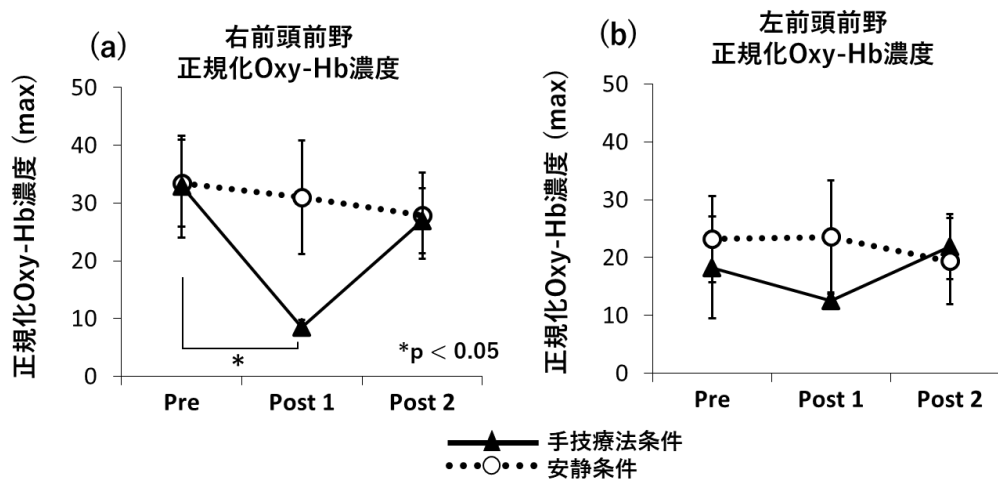 (a)
右前頭前野
正規化Oxy-Hb濃度
正規化Oxy-Hb濃度 (max)
50
40
30
20
10
0
*
*p < 0.05
Pre Post 1 Post 2
(b)
左前頭前野
正規化Oxy-Hb濃度
正規化Oxy-Hb濃度 (max)
50
40
30
20
10
0
Pre Post 1 Post 2
手技療法条件
安静条件